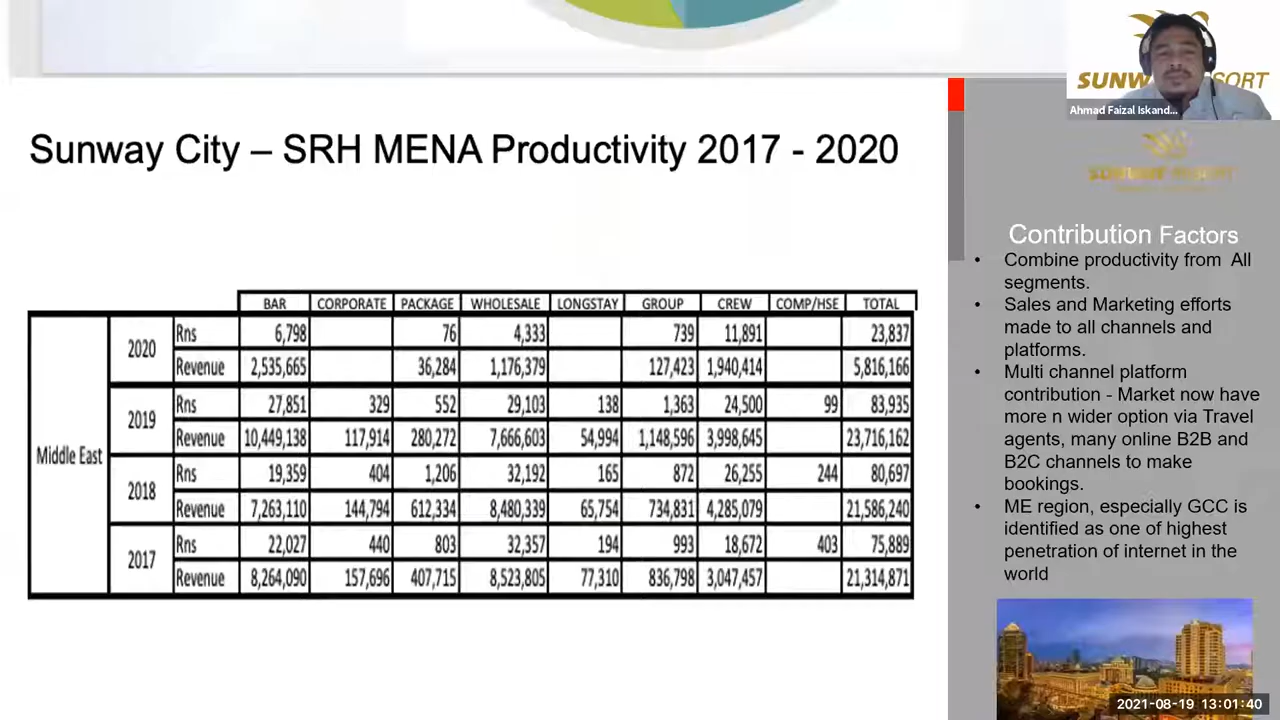 SUNW
SORT
Ahmad Faizal Iskand...
Sunway City – SRH MENA Productivity 2017 - 2020
BAR CORPORATE PACKAGE WHOLESALE LONGSTAY GROUP CREW COMP/HSE TOTAL
Middle East
2020 Rns 6,798 76 4,333 739 11,891 23,837
Revenue 2,535,665 36,284 1,176,379 127,423 1,940,414 5,816,166
2019 Rns 27,851 329 552 29,103 138 1,363 24,500 99 83,935
Revenue 10,449,138 117,914 280,272 7,666,603 54,994 1,148,596 3,998,645 23,716,162
2018 Rns 19,359 404 1,206 32,192 165 872 26,255 244 80,697
Revenue 7,263,110 144,794 612,334 8,480,339 65,754 734,831 4,285,079 21,586,240
2017 Rns 22,027 440 803 32,357 194 993 18,672 403 75,889
Revenue 8,264,090 157,696 407,715 8,523,805 77,310 836,798 3,047,457 21,314,871
SUNWAY RESORT
Contribution Factors
• Combine productivity from All
segments.
• Sales and Marketing efforts
made to all channels and
platforms.
• Multi channel platform
contribution - Market now have
more n wider option via Travel
agents, many online B2B and
B2C channels to make
bookings.
• ME region, especially GCC is
identified as one of highest
penetration of internet in the
world
2021-08-19 13:01:40